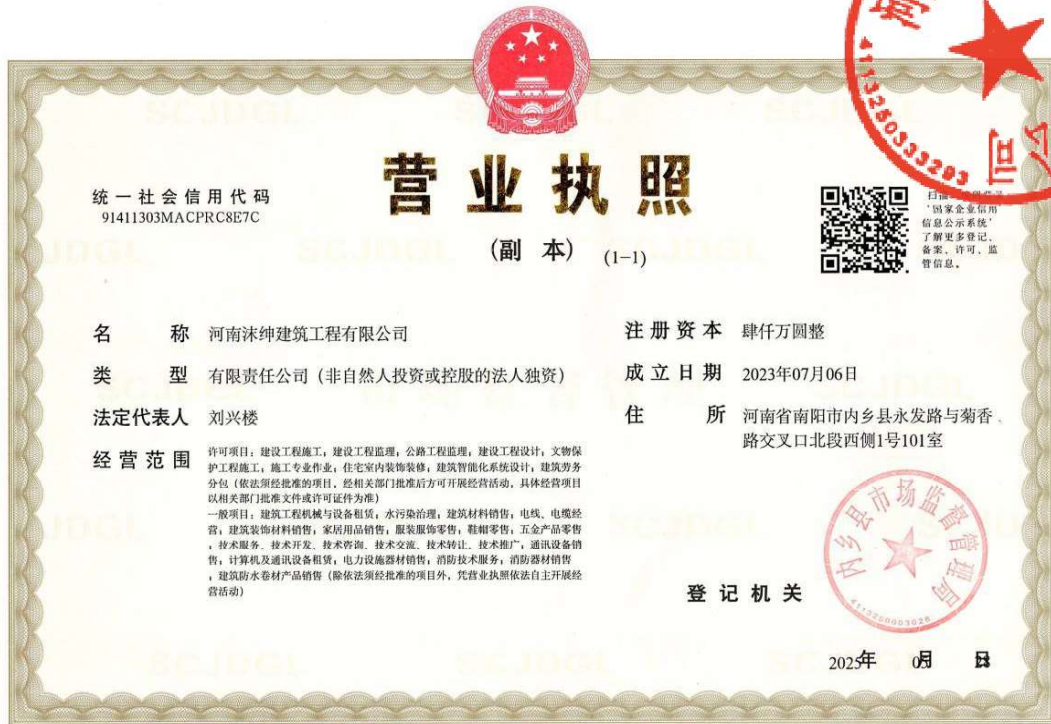 营业执照
(副 本) (1-1)
统一社会信用代码
91411303MACPRC8E7C
'国家企业信用
信息公示系统'
了解更多登记、
备案、许可、监
管信息。
名 称 河南沫绅建筑工程有限公司
类 型 有限责任公司（非自然人投资或控股的法人独资）
法定代表人 刘兴楼
经营范围 许可项目：建设工程施工；建设工程监理；公路工程监理；建设工程设计；文物保
护工程施工；施工专业作业；住宅室内装饰装修；建筑智能化系统设计；建筑劳务
分包（依法须经批准的项目，经相关部门批准后方可开展经营活动，具体经营项目
以相关部门批准文件或许可证件为准）
一般项目：建筑工程机械与设备租赁；水污染治理；建筑材料销售；电线、电缆经
营；建筑装饰材料销售；家居用品销售；服装服饰零售；鞋帽零售；五金产品零售
；技术服务、技术开发、技术咨询、技术交流、技术转让、技术推广；通讯设备销
售；计算机及通讯设备租赁；电力设施器材销售；消防技术服务；消防器材销售
；建筑防水卷材产品销售（除依法须经批准的项目外，凭营业执照依法自主开展经
营活动）
注册资本 肆仟万圆整
成立日期 2023年07月06日
住 所 河南省南阳市内乡县永发路与菊香
路交叉口北段西侧1号101室
登记机关
内乡县市场监督管理局
2025年 月 日
公司
4113250333293
SCJDGL